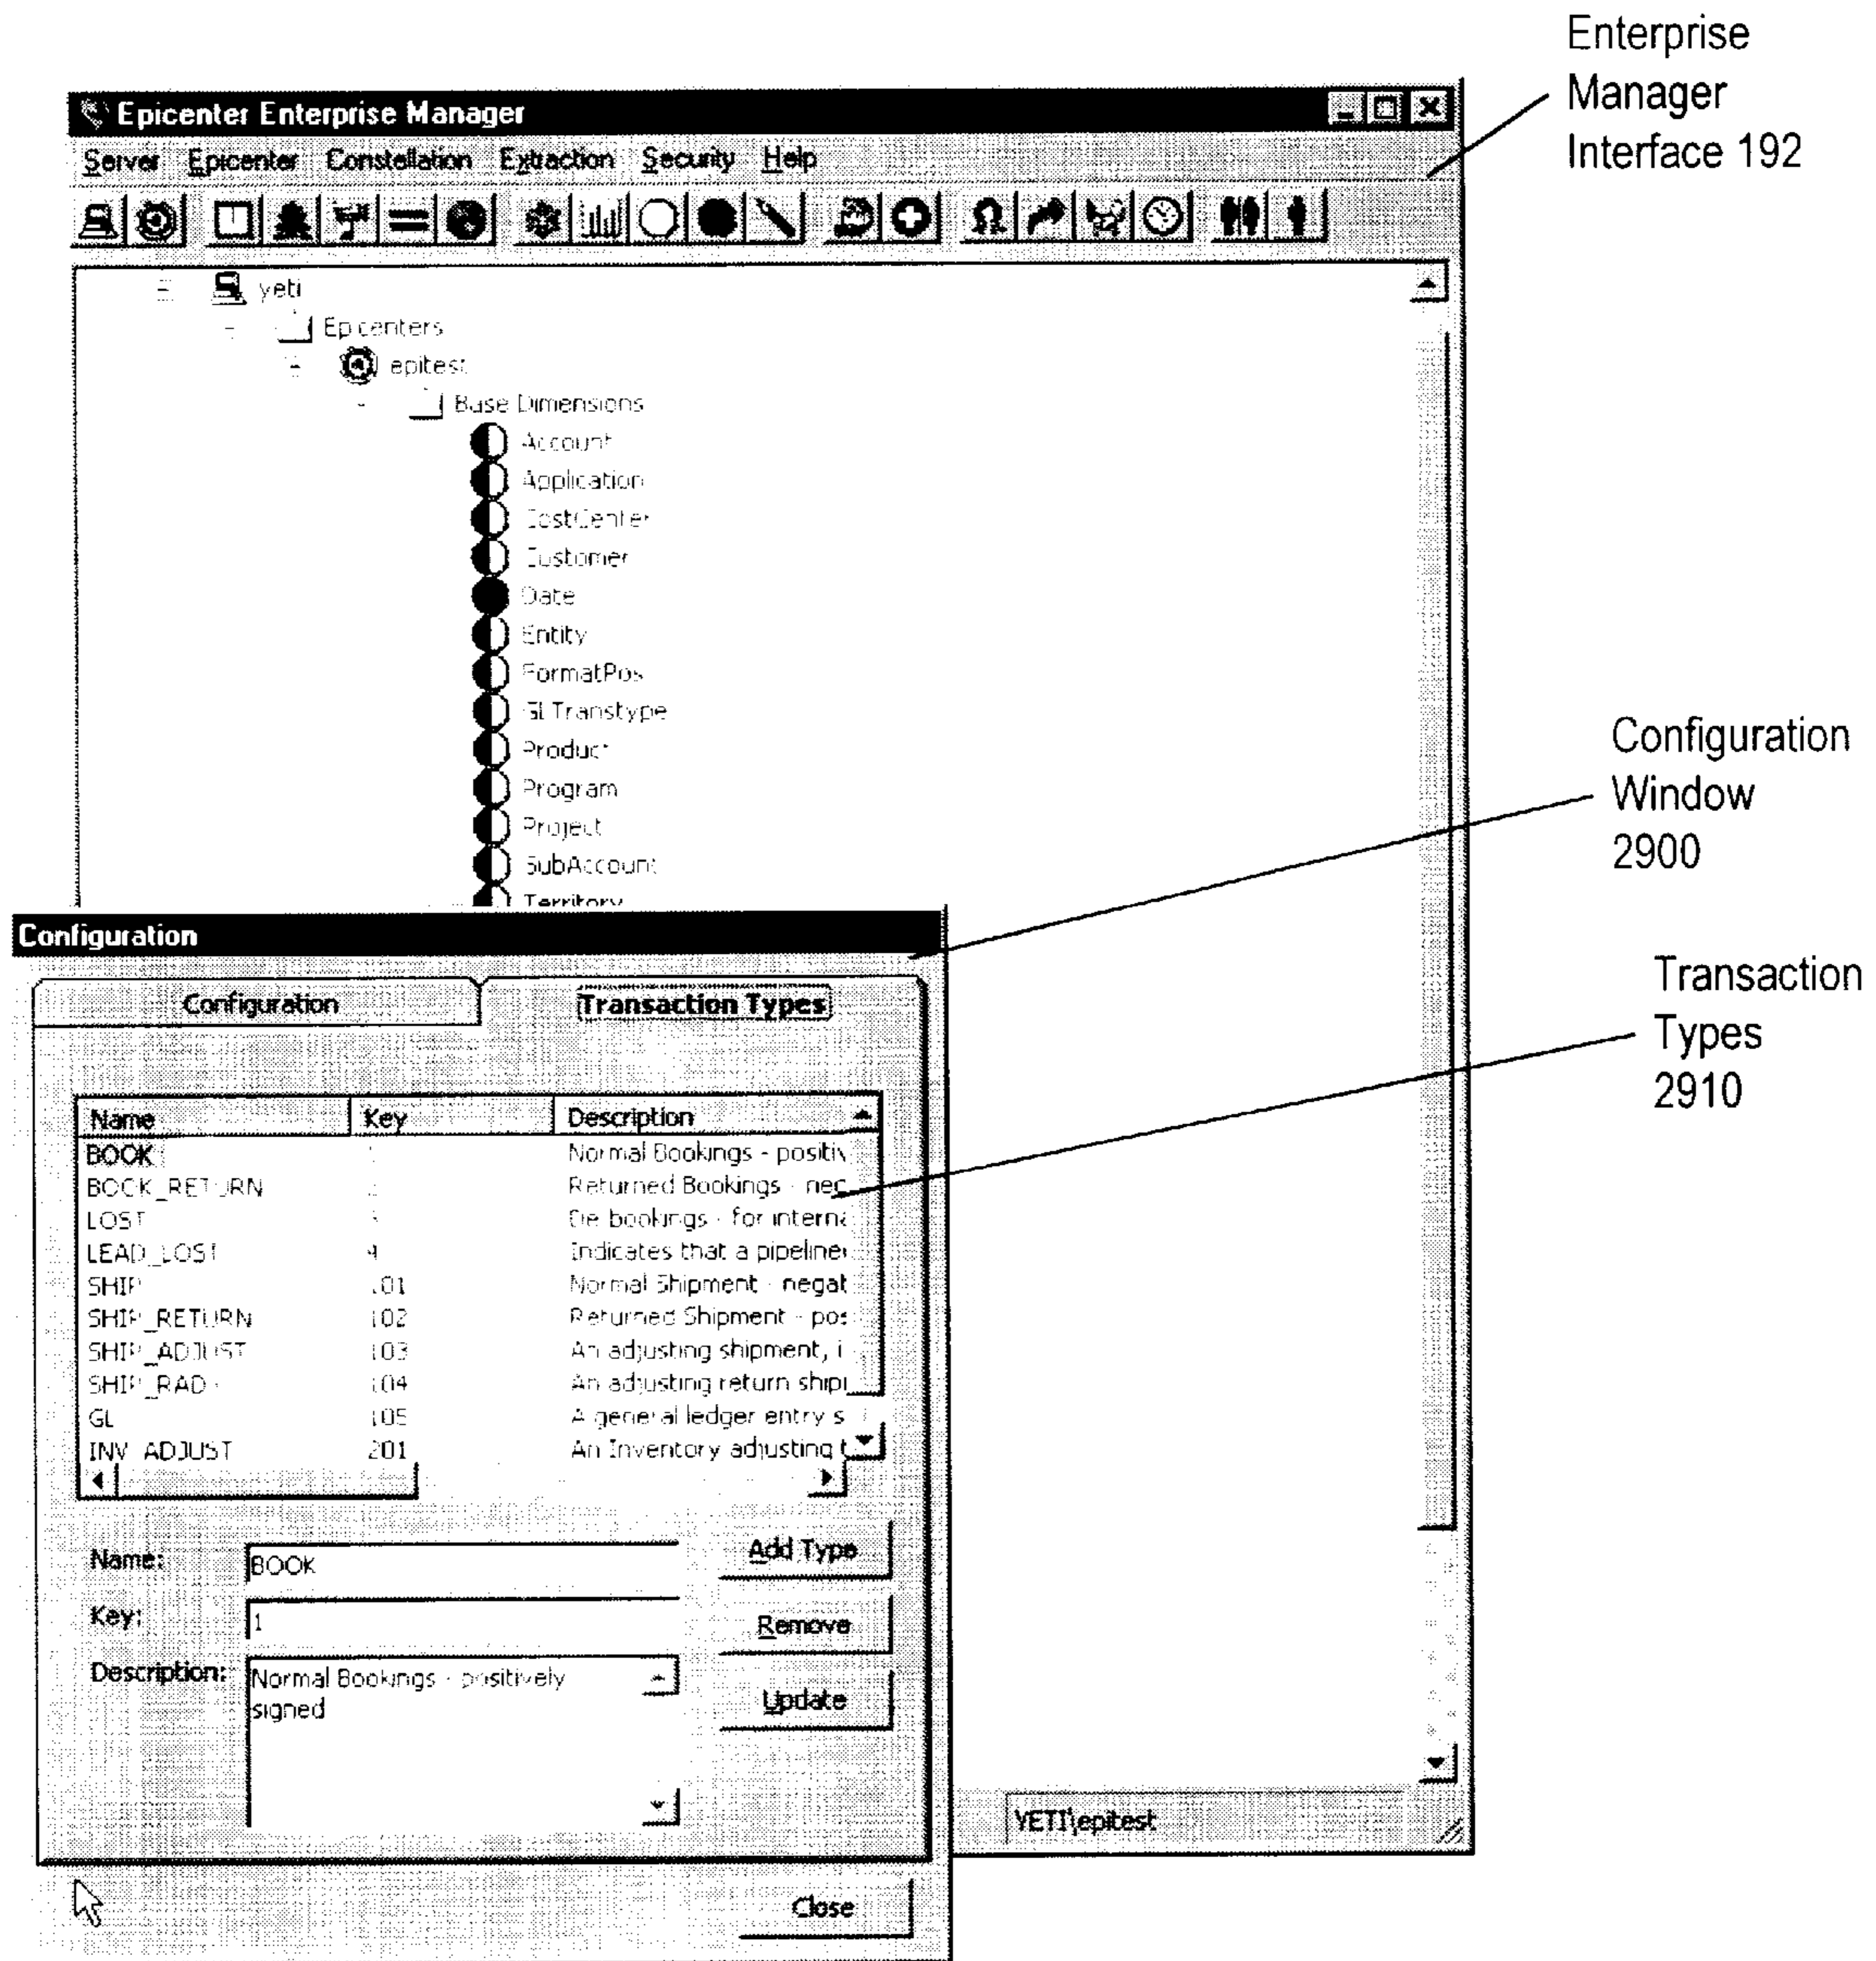 Enterprise
Manager
Interface 192
Epicenter Enterprise Manager
Server Epicenter Constellation Extraction Security Help
yeti
Epicenters
epitest
Base Dimensions
Account
Application
CostCenter
Customer
Date
Entity
FormatPos
GLTranstype
Product
Program
Project
SubAccount
Territory
Configuration
Window
2900
Configuration
Configuration Transaction Types
Transaction
Types
2910
Name Key Description
BOOK Normal Bookings - positiv
BOOK_RETURN Returned Bookings - neg
LOST De-bookings - for interna
LEAD_LOST 4 Indicates that a pipeline
SHIP 101 Normal Shipment - negat
SHIP_RETURN 102 Returned Shipment - pos
SHIP_ADJUST 103 An adjusting shipment, i
SHIP_RAD 104 An adjusting return ship
GL 105 A general ledger entry s
INV_ADJUST 201 An Inventory adjusting t
Name: BOOK Add Type
Key: 1 Remove
Description: Normal Bookings - positively
signed
Update
YETI\epitest
Close